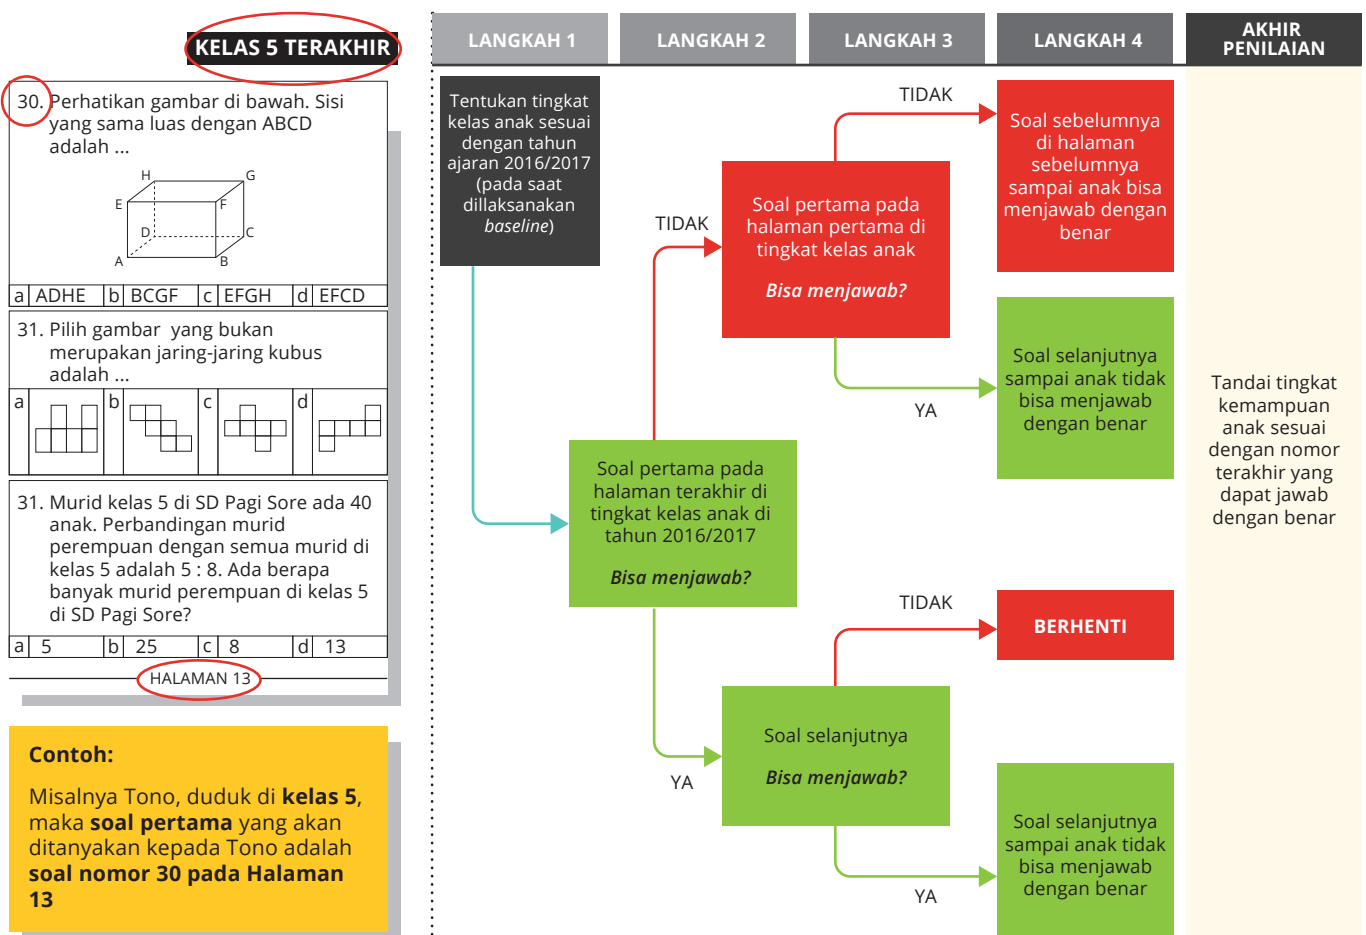 KELAS 5 TERAKHIR
30. Perhatikan gambar di bawah. Sisi
yang sama luas dengan ABCD
adalah ...
H
G
E
F
D
C
A
B
a ADHE b BCGF c EFGH d EFCD
31. Pilih gambar yang bukan
merupakan jaring-jaring kubus
adalah ...
a b c d
31. Murid kelas 5 di SD Pagi Sore ada 40
anak. Perbandingan murid
perempuan dengan semua murid di
kelas 5 adalah 5 : 8. Ada berapa
banyak murid perempuan di kelas 5
di SD Pagi Sore?
a 5 b 25 c 8 d 13
HALAMAN 13
Contoh:
Misalnya Tono, duduk di kelas 5,
maka soal pertama yang akan
ditanyakan kepada Tono adalah
soal nomor 30 pada Halaman
13
LANGKAH 1
LANGKAH 2
LANGKAH 3
LANGKAH 4
AKHIR
PENILAIAN
Tentukan tingkat
kelas anak sesuai
dengan tahun
ajaran 2016/2017
(pada saat
dillaksanakan
baseline)
Soal pertama pada
halaman terakhir di
tingkat kelas anak di
tahun 2016/2017
Bisa menjawab?
TIDAK
YA
Soal pertama pada
halaman pertama di
tingkat kelas anak
Bisa menjawab?
TIDAK
YA
Soal selanjutnya
Bisa menjawab?
TIDAK
YA
Soal sebelumnya
di halaman
sebelumnya
sampai anak bisa
menjawab dengan
benar
Soal selanjutnya
sampai anak tidak
bisa menjawab
dengan benar
BERHENTI
Soal selanjutnya
sampai anak tidak
bisa menjawab
dengan benar
Tandai tingkat
kemampuan
anak sesuai
dengan nomor
terakhir yang
dapat jawab
dengan benar